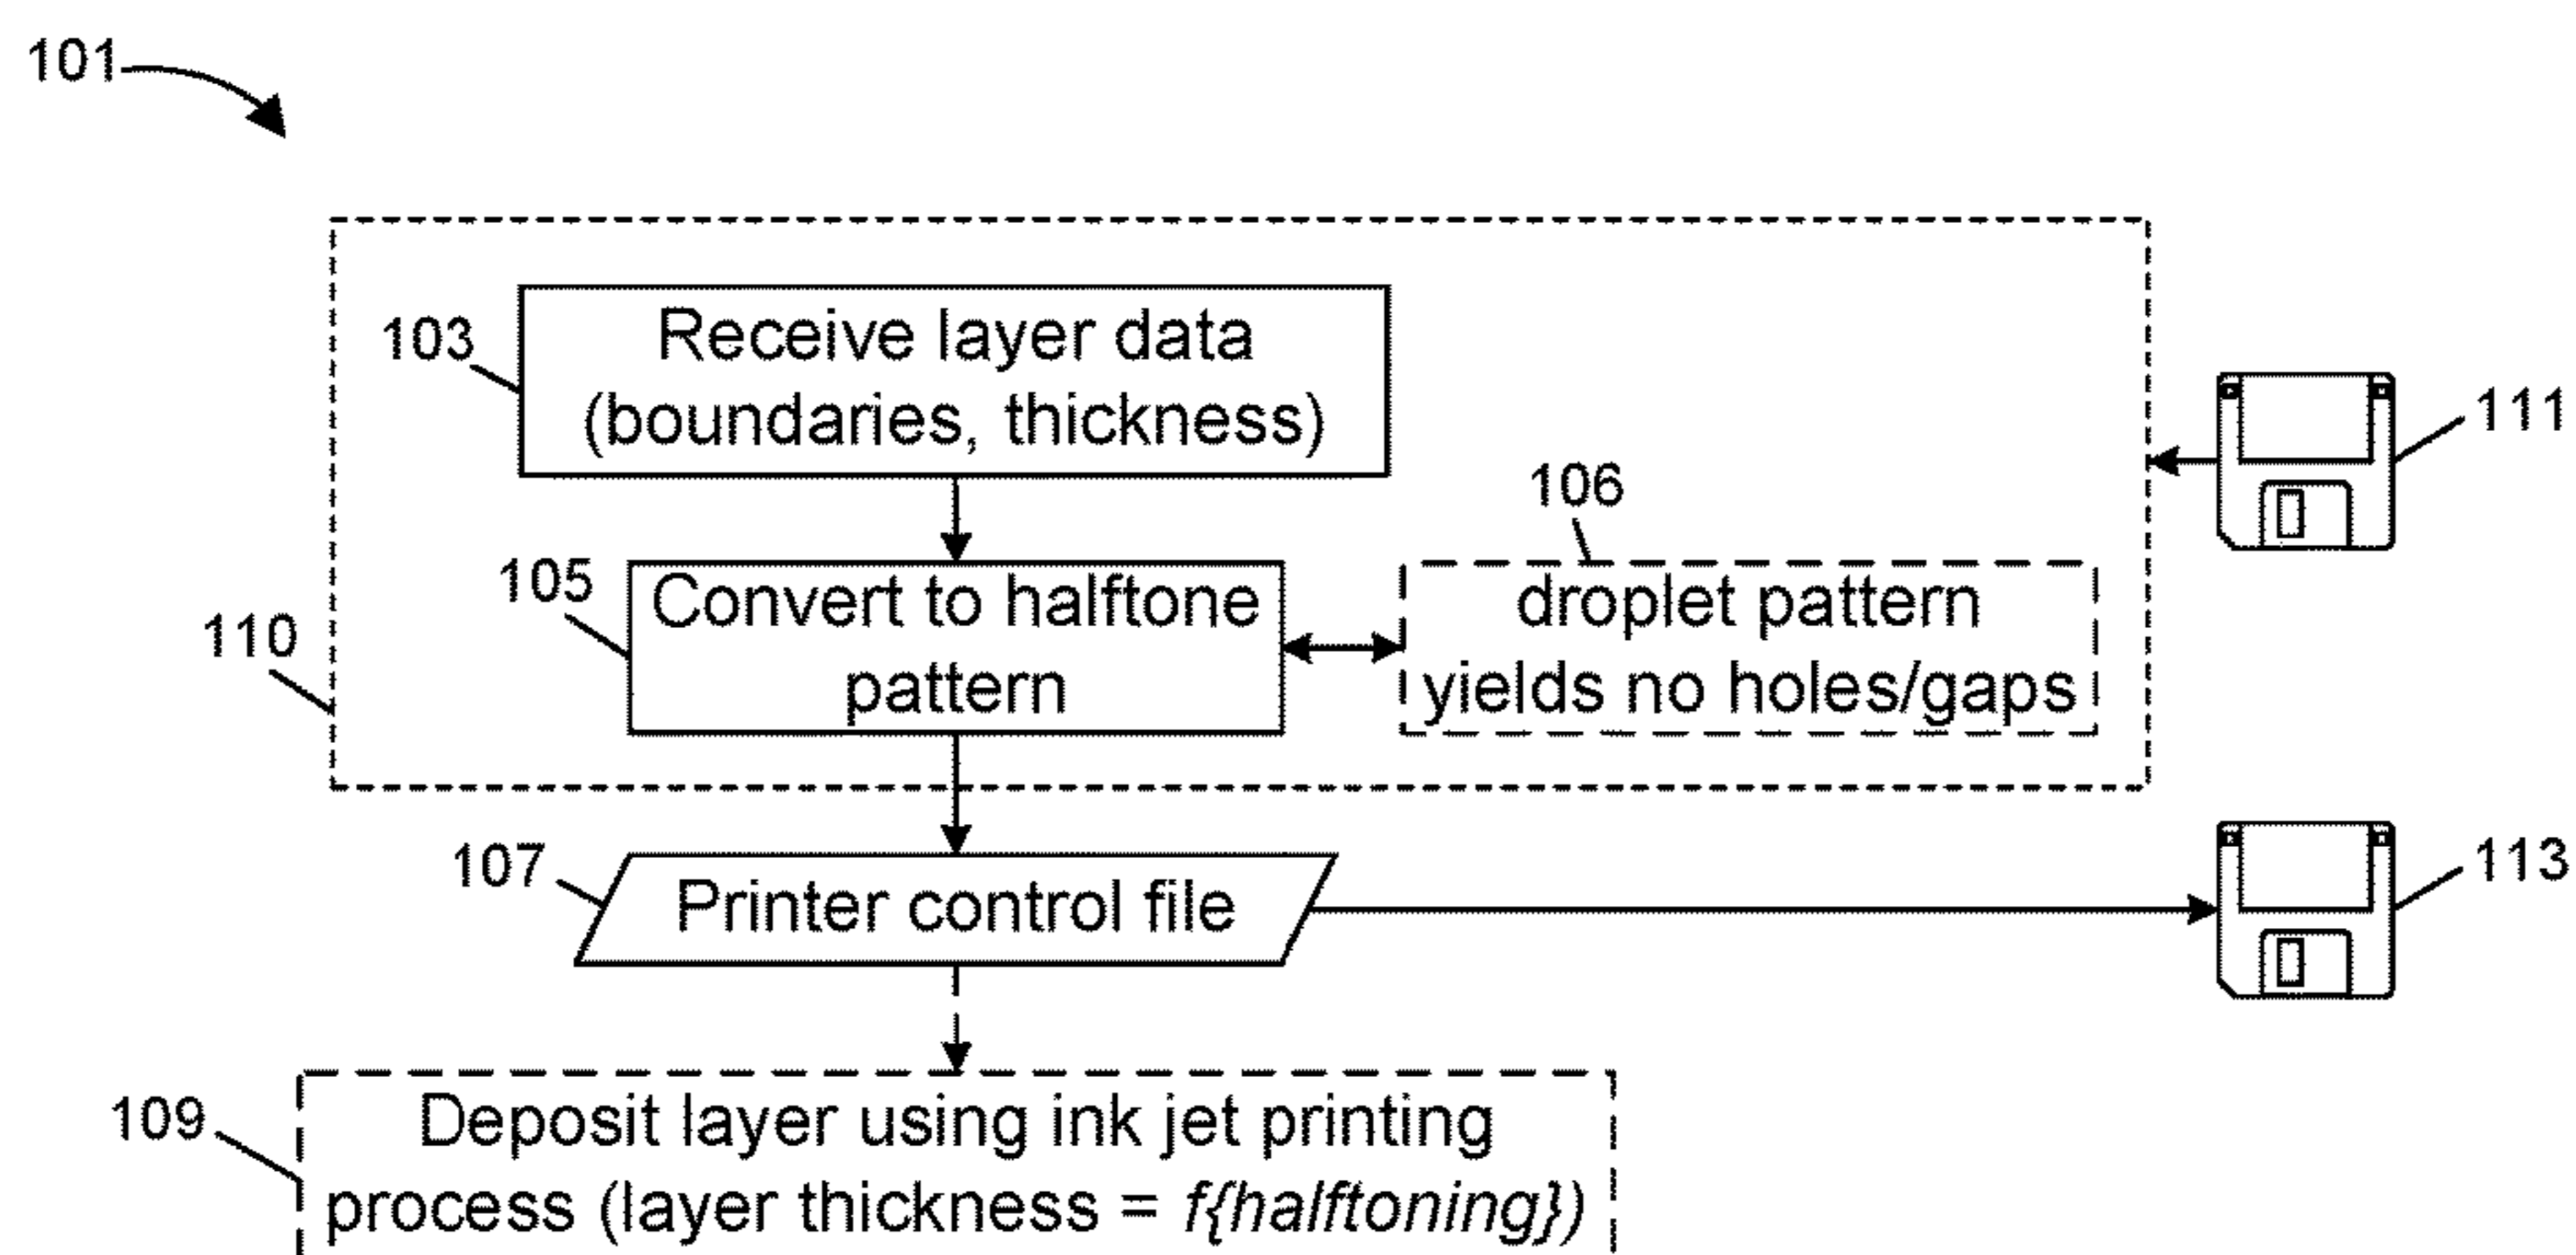 101
103
Receive layer data
(boundaries, thickness)
111
106
105
Convert to halftone
pattern
droplet pattern
yields no holes/gaps
110
107
Printer control file
113
109
Deposit layer using ink jet printing
process (layer thickness = f{halftoning})